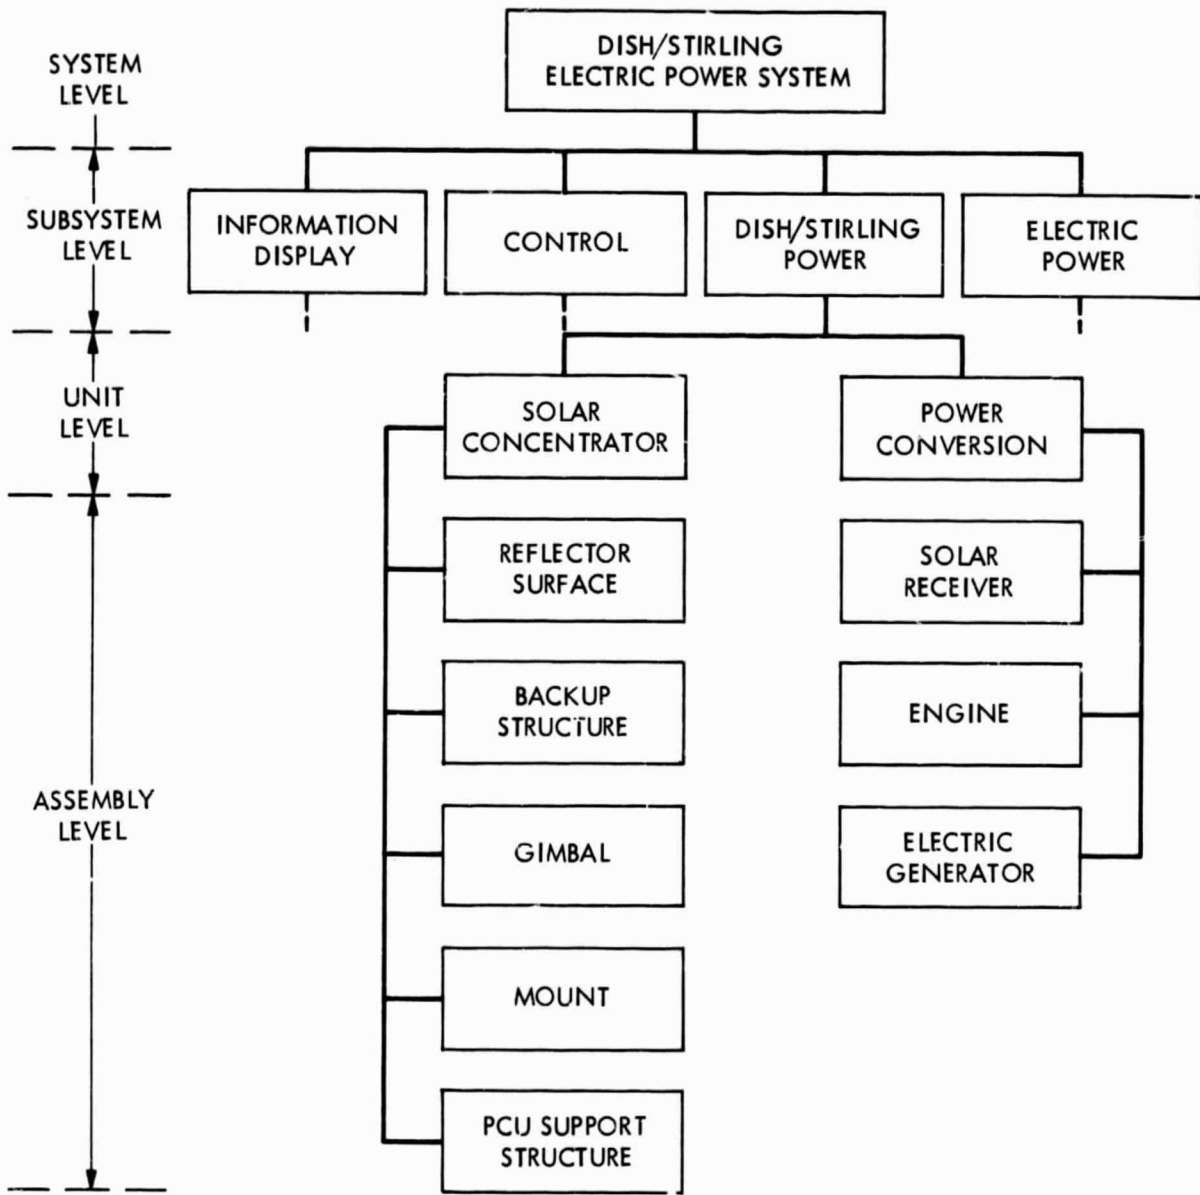 DISH/STIRLING
ELECTRIC POWER SYSTEM
SYSTEM
LEVEL
SUBSYSTEM
LEVEL
INFORMATION
DISPLAY
CONTROL
DISH/STIRLING
POWER
ELECTRIC
POWER
UNIT
LEVEL
SOLAR
CONCENTRATOR
POWER
CONVERSION
REFLECTOR
SURFACE
SOLAR
RECEIVER
BACKUP
STRUCTURE
ENGINE
ASSEMBLY
LEVEL
GIMBAL
ELECTRIC
GENERATOR
MOUNT
PCU SUPPORT
STRUCTURE